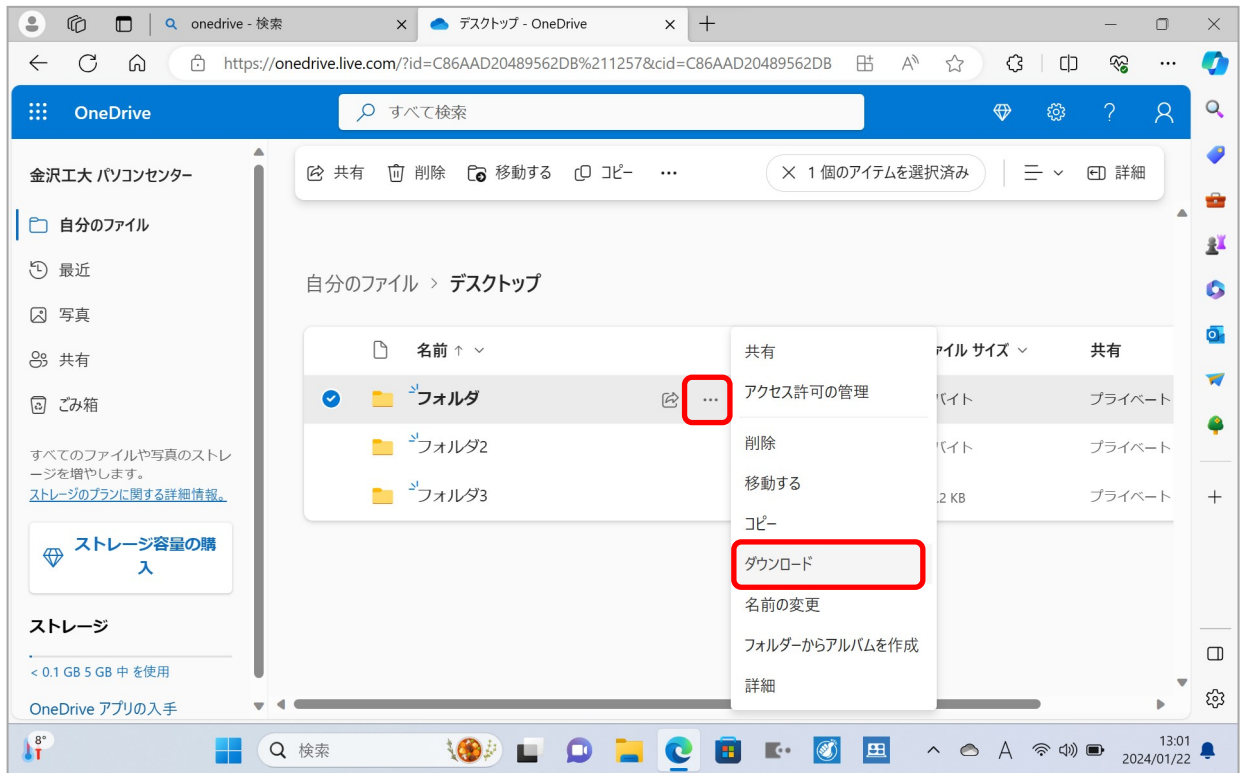 onedrive - 検索
デスクトップ - OneDrive
https://onedrive.live.com/?id=C86AAD20489562DB%211257&cid=C86AAD20489562DB
OneDrive
すべて検索
金沢工大 パソコンセンター
共有
削除
移動する
コピー
1 個のアイテムを選択済み
詳細
自分のファイル
最近
写真
共有
ごみ箱
すべてのファイルや写真のストレ
ージを増やします。
ストレージのプランに関する詳細情報。
ストレージ容量の購
入
ストレージ
< 0.1 GB 5 GB 中 を使用
OneDrive アプリの入手
自分のファイル > デスクトップ
名前 ↑
イル サイズ
共有
フォルダ
バイト
プライベート
フォルダ2
バイト
プライベート
フォルダ3
.2 KB
プライベート
共有
アクセス許可の管理
削除
移動する
コピー
ダウンロード
名前の変更
フォルダーからアルバムを作成
詳細
8°
検索
A
13:01
2024/01/22